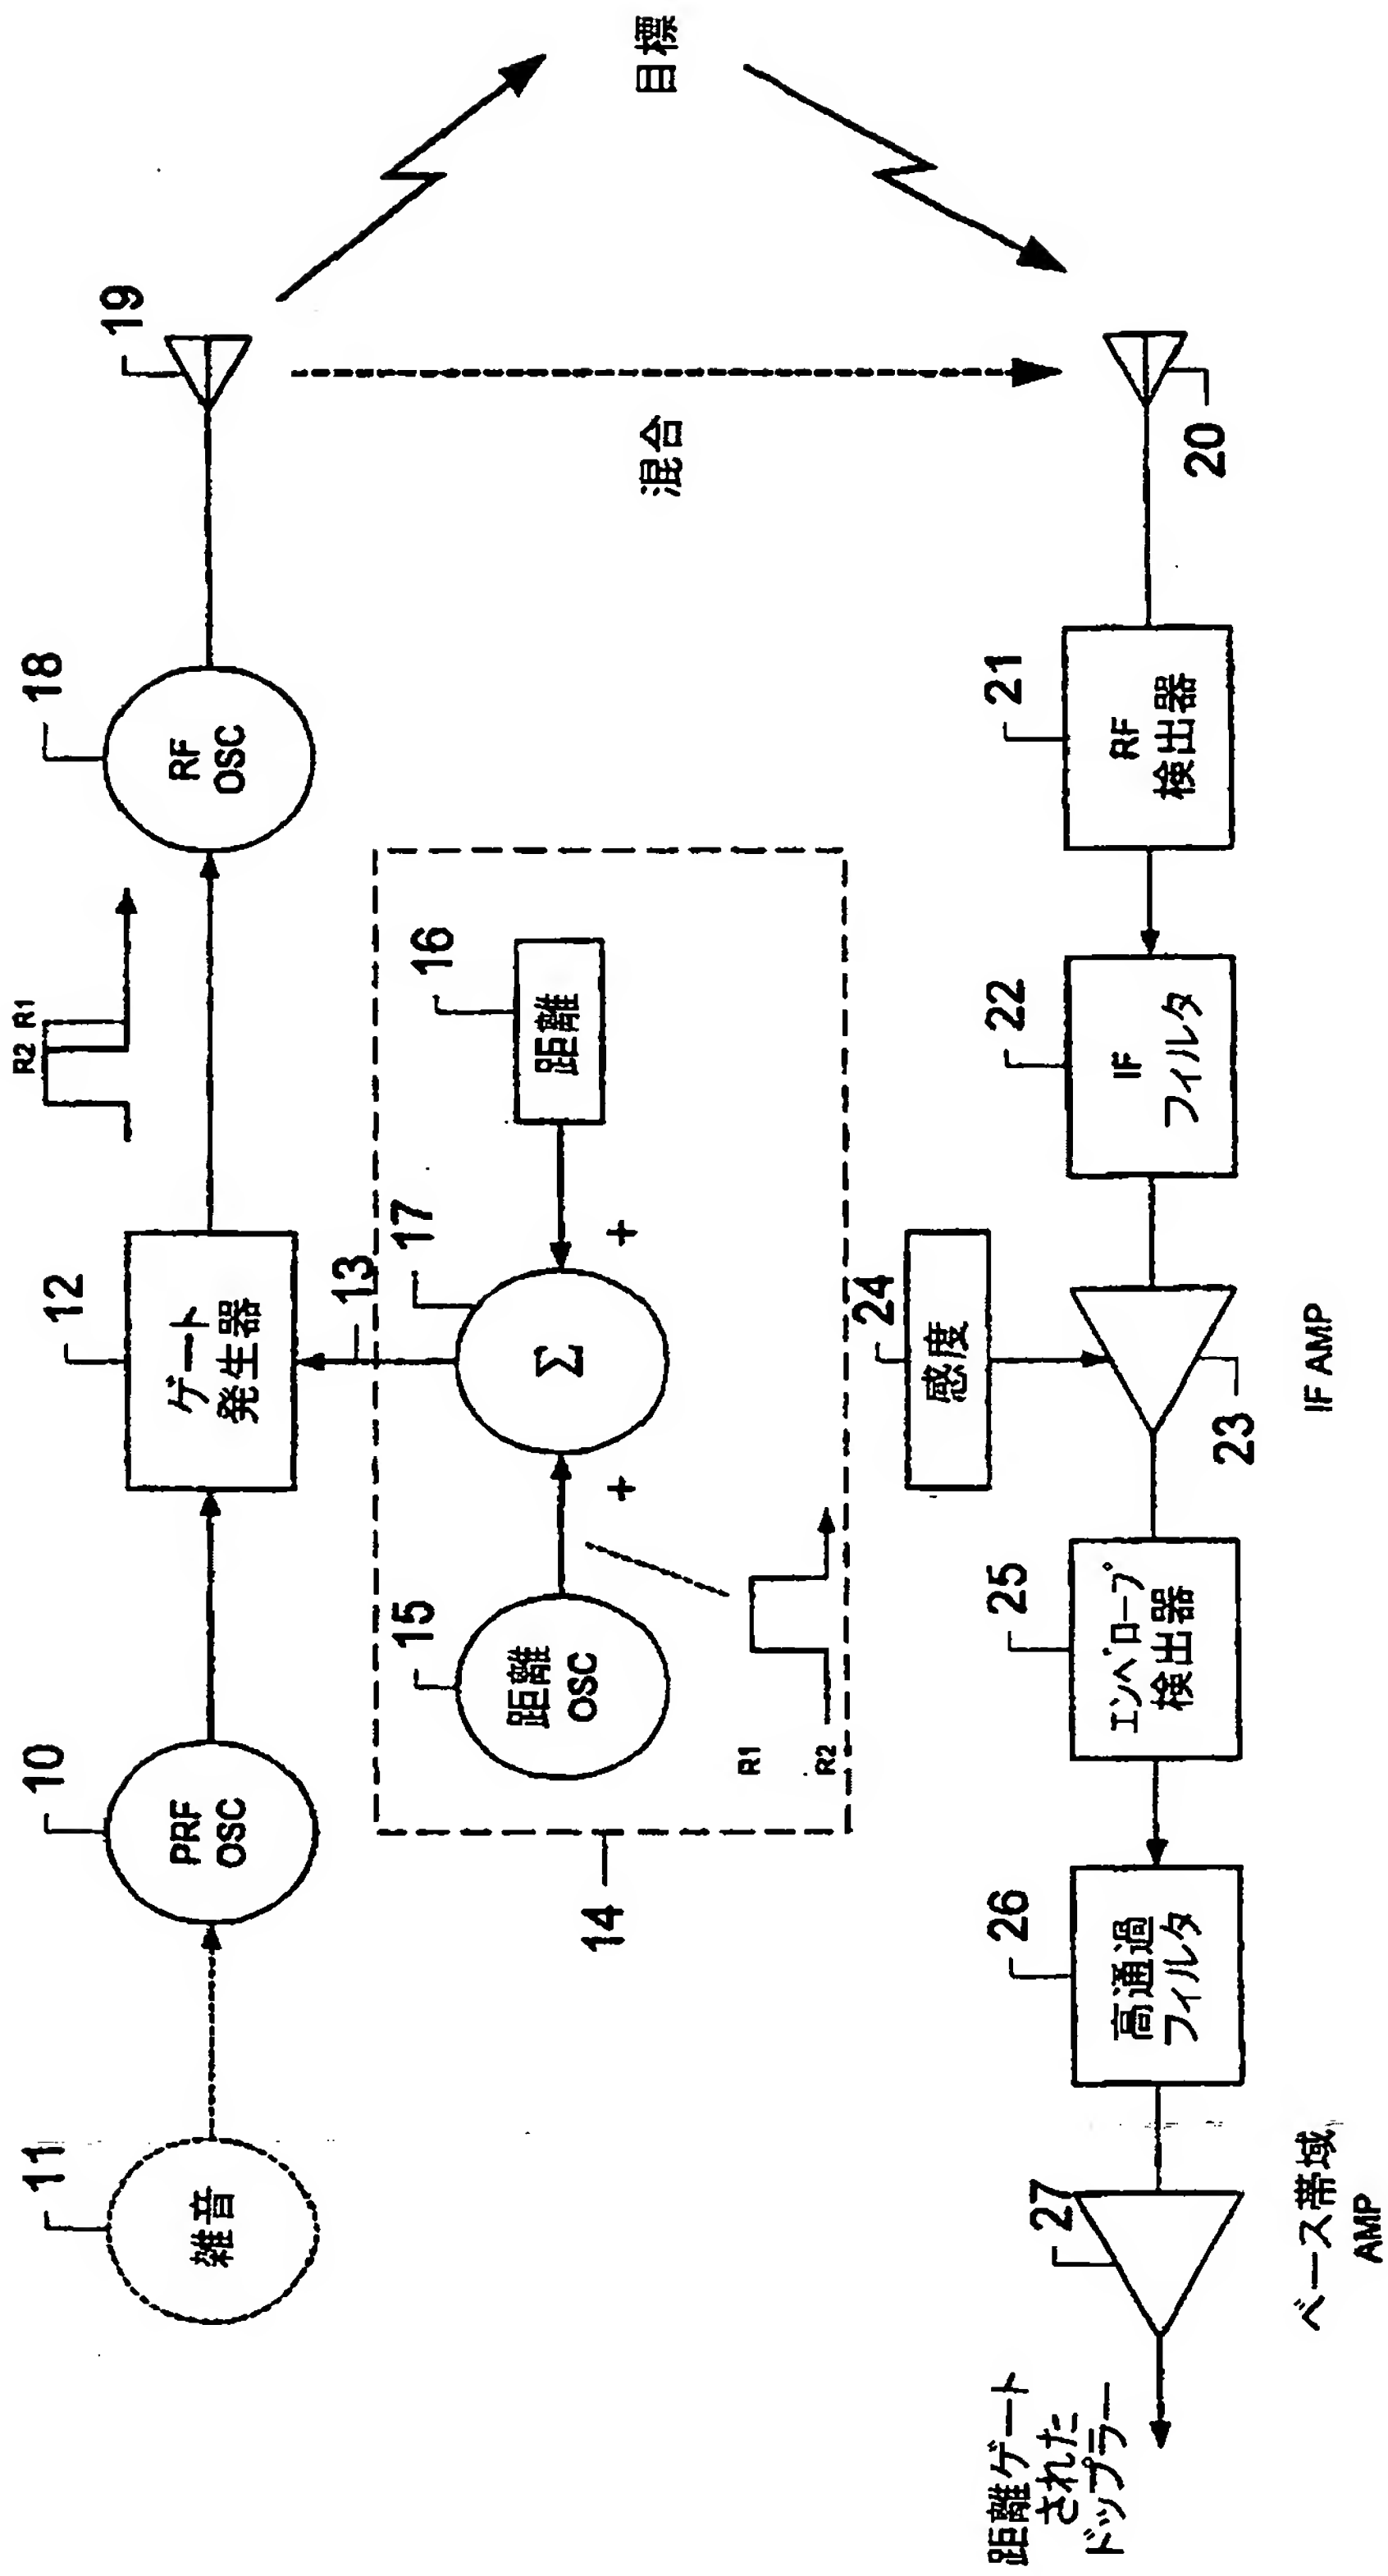 11
雑音
10
PRF
OSC
12
ゲート
発生器
R2 R1
18
RF
OSC
19
目標
混合
13
14
15
距離
OSC
R1
R2
+
17
Σ
+
16
距離
20
21
RF
検出器
22
IF
フィルタ
24
感度
23
IF AMP
25
エンベロープ
検出器
26
高通過
フィルタ
27
ベース帯域
AMP
距離ゲート
された
ドップラー